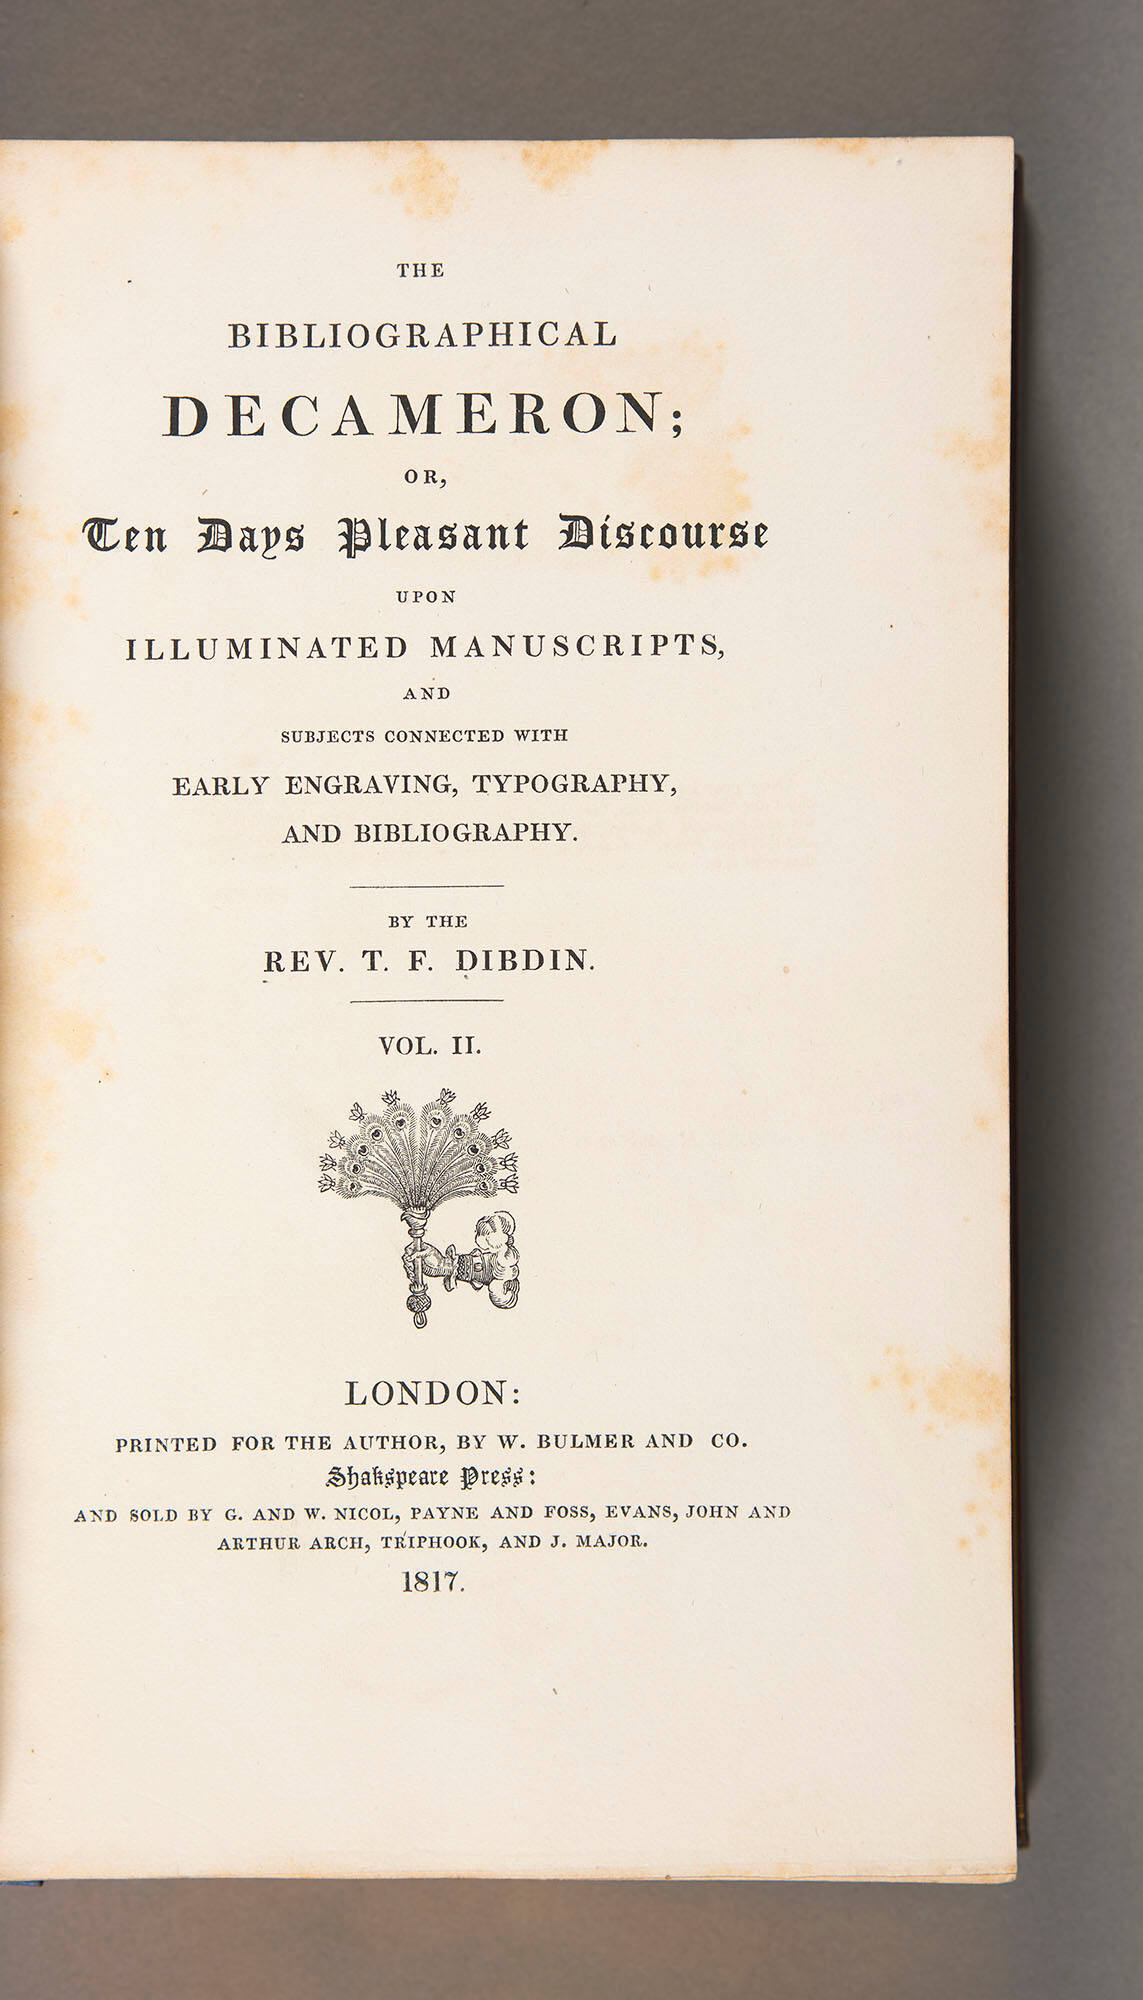 THE
BIBLIOGRAPHICAL
DECAMERON;
OR,
Ten Days Pleasant Discourse
UPON
ILLUMINATED MANUSCRIPTS,
AND
SUBJECTS CONNECTED WITH
EARLY ENGRAVING, TYPOGRAPHY,
AND BIBLIOGRAPHY.
BY THE
REV. T. F. DIBDIN.
VOL. II.
LONDON:
PRINTED FOR THE AUTHOR, BY W. BULMER AND CO.
Shakspeare Press:
AND SOLD BY G. AND W. NICOL, PAYNE AND FOSS, EVANS, JOHN AND
ARTHUR ARCH, TRIPHOOK, AND J. MAJOR.
1817.